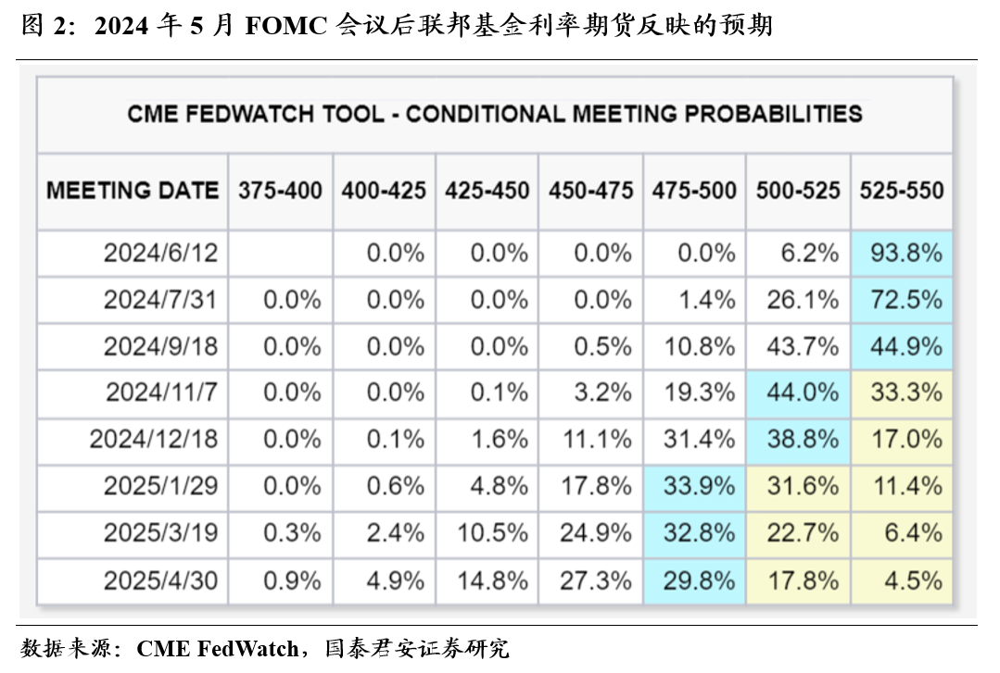 图 2：2024 年 5 月 FOMC 会议后联邦基金利率期货反映的预期
CME FEDWATCH TOOL - CONDITIONAL MEETING PROBABILITIES
MEETING DATE 375-400 400-425 425-450 450-475 475-500 500-525 525-550
2024/6/12 0.0% 0.0% 0.0% 0.0% 6.2% 93.8%
2024/7/31 0.0% 0.0% 0.0% 0.0% 1.4% 26.1% 72.5%
2024/9/18 0.0% 0.0% 0.0% 0.5% 10.8% 43.7% 44.9%
2024/11/7 0.0% 0.0% 0.1% 3.2% 19.3% 44.0% 33.3%
2024/12/18 0.0% 0.1% 1.6% 11.1% 31.4% 38.8% 17.0%
2025/1/29 0.0% 0.6% 4.8% 17.8% 33.9% 31.6% 11.4%
2025/3/19 0.3% 2.4% 10.5% 24.9% 32.8% 22.7% 6.4%
2025/4/30 0.9% 4.9% 14.8% 27.3% 29.8% 17.8% 4.5%
数据来源：CME FedWatch，国泰君安证券研究